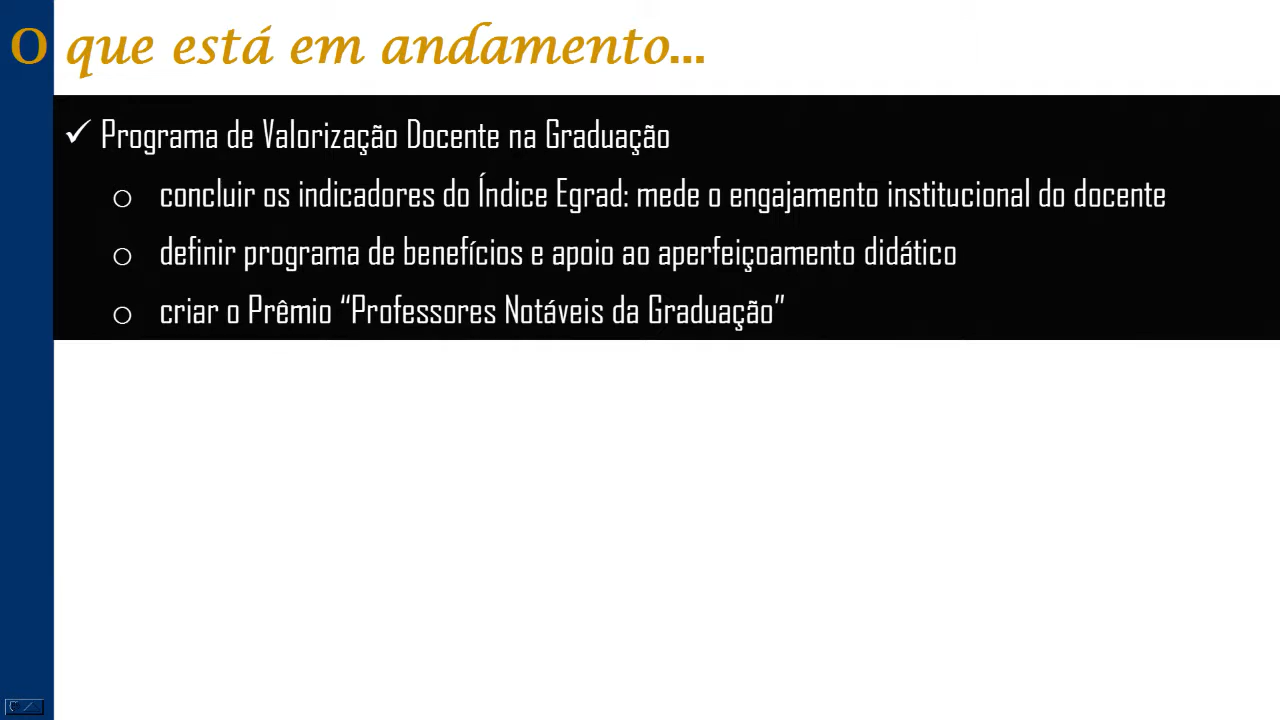 O que está em andamento...
✓ Programa de Valorização Docente na Graduação
o concluir os indicadores do Índice Egrad: mede o engajamento institucional do docente
o definir programa de benefícios e apoio ao aperfeiçoamento didático
o criar o Prêmio “Professores Notáveis da Graduação”